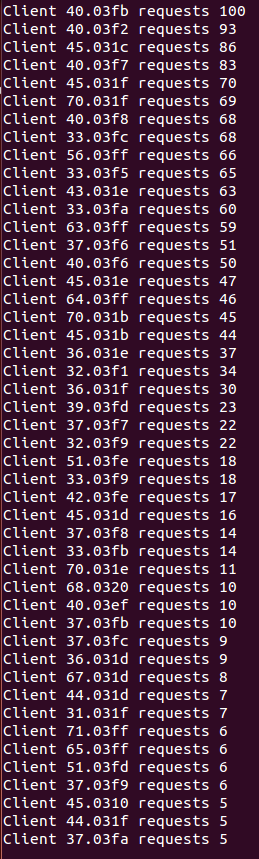 Client 40.03fb requests 100
Client 40.03f2 requests 93
Client 45.031c requests 86
Client 40.03f7 requests 83
Client 45.031f requests 70
Client 70.031f requests 69
Client 40.03f8 requests 68
Client 33.03fc requests 68
Client 56.03ff requests 66
Client 33.03f5 requests 65
Client 43.031e requests 63
Client 33.03fa requests 60
Client 63.03ff requests 59
Client 37.03f6 requests 51
Client 40.03f6 requests 50
Client 45.031e requests 47
Client 64.03ff requests 46
Client 70.031b requests 45
Client 45.031b requests 44
Client 36.031e requests 37
Client 32.03f1 requests 34
Client 36.031f requests 30
Client 39.03fd requests 23
Client 37.03f7 requests 22
Client 32.03f9 requests 22
Client 51.03fe requests 18
Client 33.03f9 requests 18
Client 42.03fe requests 17
Client 45.031d requests 16
Client 37.03f8 requests 14
Client 33.03fb requests 14
Client 70.031e requests 11
Client 68.0320 requests 10
Client 40.03ef requests 10
Client 37.03fb requests 10
Client 37.03fc requests 9
Client 36.031d requests 9
Client 67.031d requests 8
Client 44.031d requests 7
Client 31.031f requests 7
Client 71.03ff requests 6
Client 65.03ff requests 6
Client 51.03fd requests 6
Client 37.03f9 requests 6
Client 45.0310 requests 5
Client 44.031f requests 5
Client 37.03fa requests 5